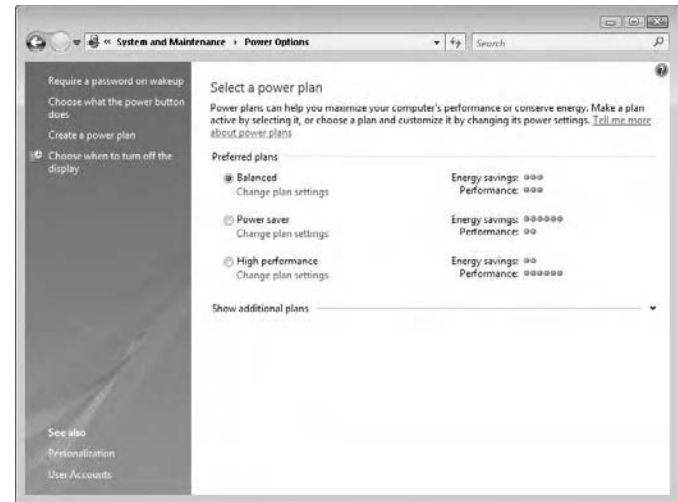 « System and Maintenance › Power Options
Search
Require a password on wakeup
Choose what the power button
does
Create a power plan
Choose when to turn off the
display
Select a power plan
Power plans can help you maximize your computer's performance or conserve energy. Make a plan
active by selecting it, or choose a plan and customize it by changing its power settings. Tell me more
about power plans
Preferred plans
Balanced
Energy savings:
Change plan settings
Performance:
Power saver
Energy savings:
Change plan settings
Performance:
High performance
Energy savings:
Change plan settings
Performance:
Show additional plans
See also
Personalization
User Accounts